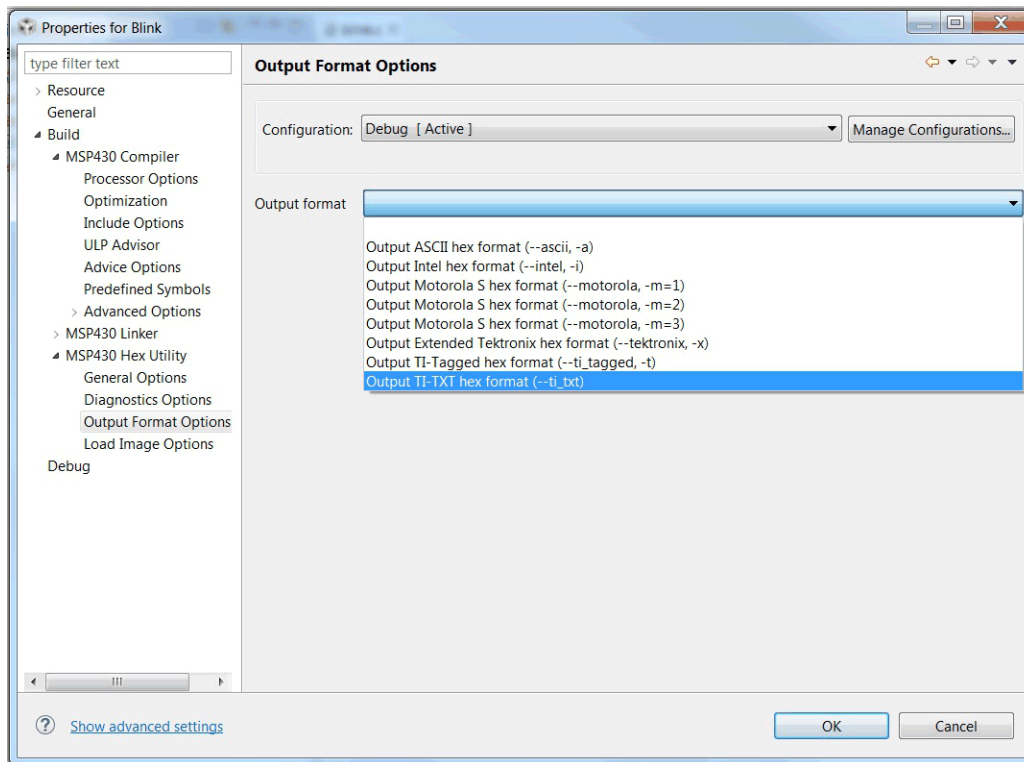 Properties for Blink
type filter text
Output Format Options
Resource
General
Build
MSP430 Compiler
Processor Options
Optimization
Include Options
ULP Advisor
Advice Options
Predefined Symbols
Advanced Options
MSP430 Linker
MSP430 Hex Utility
General Options
Diagnostics Options
Output Format Options
Load Image Options
Debug
Configuration: Debug [ Active ] Manage Configurations...
Output format
Output ASCII hex format (--ascii, -a)
Output Intel hex format (--intel, -i)
Output Motorola S hex format (--motorola, -m=1)
Output Motorola S hex format (--motorola, -m=2)
Output Motorola S hex format (--motorola, -m=3)
Output Extended Tektronix hex format (--tektronix, -x)
Output TI-Tagged hex format (--ti_tagged, -t)
Output TI-TXT hex format (--ti_txt)
Show advanced settings
OK Cancel